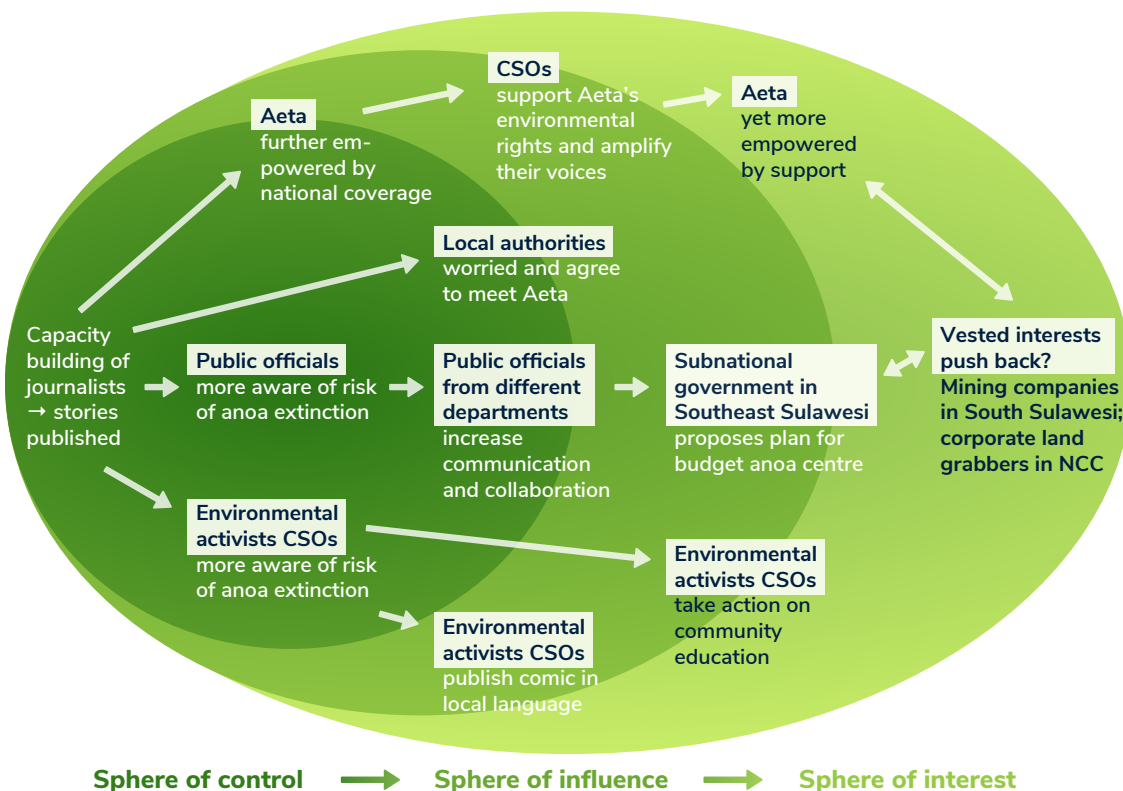 CSOs
support Aeta's
environmental
rights and amplify
their voices
Aeta
yet more
empowered
by support
Aeta
further em-
powered by
national coverage
Local authorities
worried and agree
to meet Aeta
Capacity
building of
journalists
→ stories
published
Public officials
more aware of risk
of anoa extinction
Public officials
from different
departments
increase
communication
and collaboration
Subnational
government in
Southeast Sulawesi
proposes plan for
budget anoa centre
Vested interests
push back?
Mining companies
in South Sulawesi;
corporate land
grabbers in NCC
Environmental
activists CSOs
more aware of risk
of anoa extinction
Environmental
activists CSOs
take action on
community
education
Environmental
activists CSOs
publish comic in
local language
Sphere of control
Sphere of influence
Sphere of interest